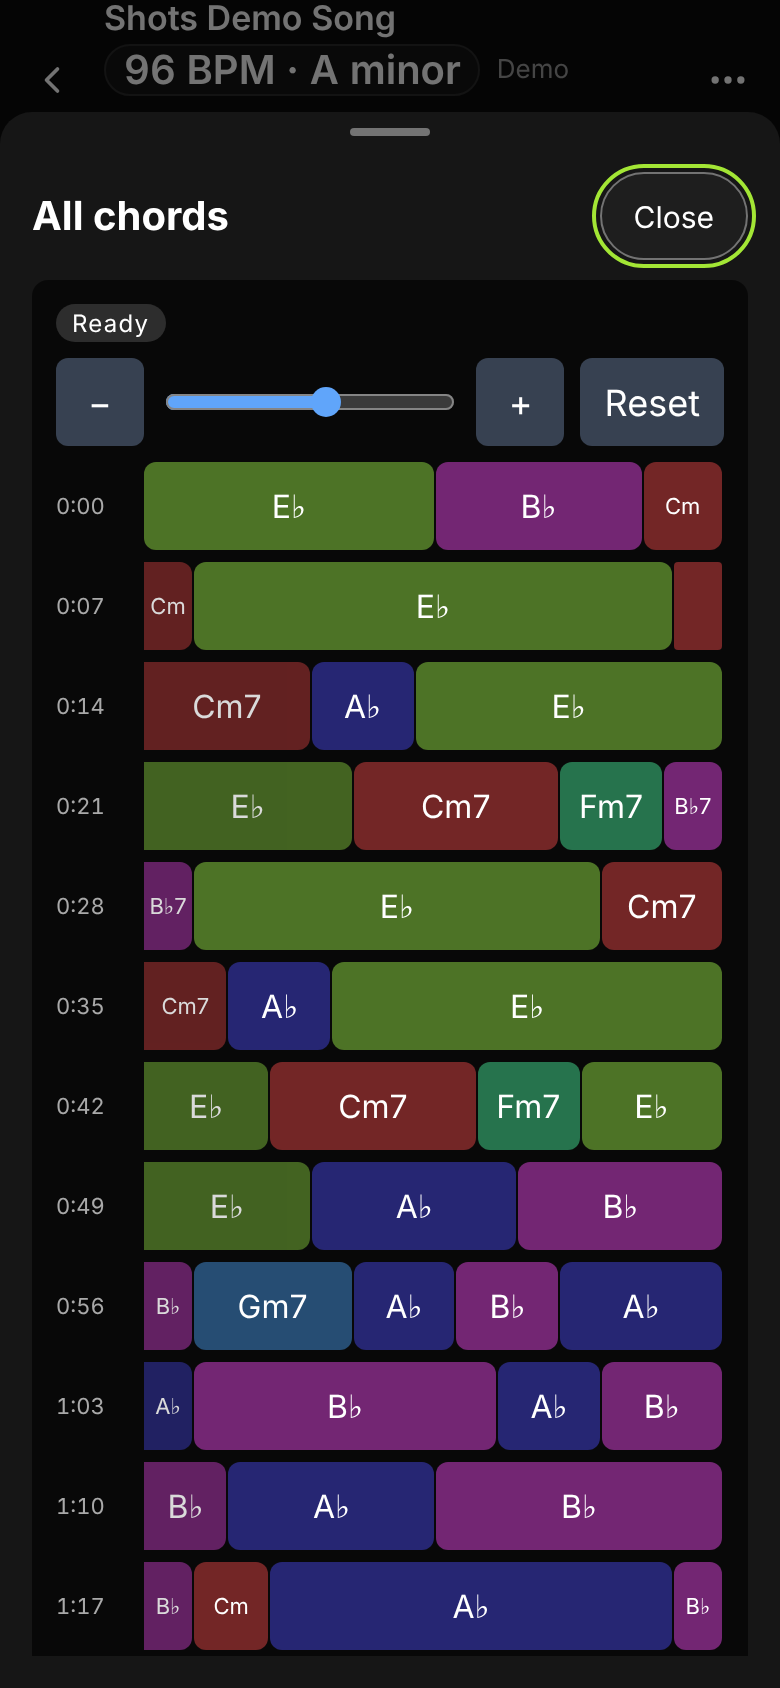 Shots Demo Song
96 BPM · A minor Demo
All chords Close
Ready
− + Reset
0:00 E♭ B♭ Cm
0:07 Cm E♭
0:14 Cm7 A♭ E♭
0:21 E♭ Cm7 Fm7 B♭7
0:28 B♭7 E♭ Cm7
0:35 Cm7 A♭ E♭
0:42 E♭ Cm7 Fm7 E♭
0:49 E♭ A♭ B♭
0:56 B♭ Gm7 A♭ B♭ A♭
1:03 A♭ B♭ A♭ B♭
1:10 B♭ A♭ B♭
1:17 B♭ Cm A♭ B♭